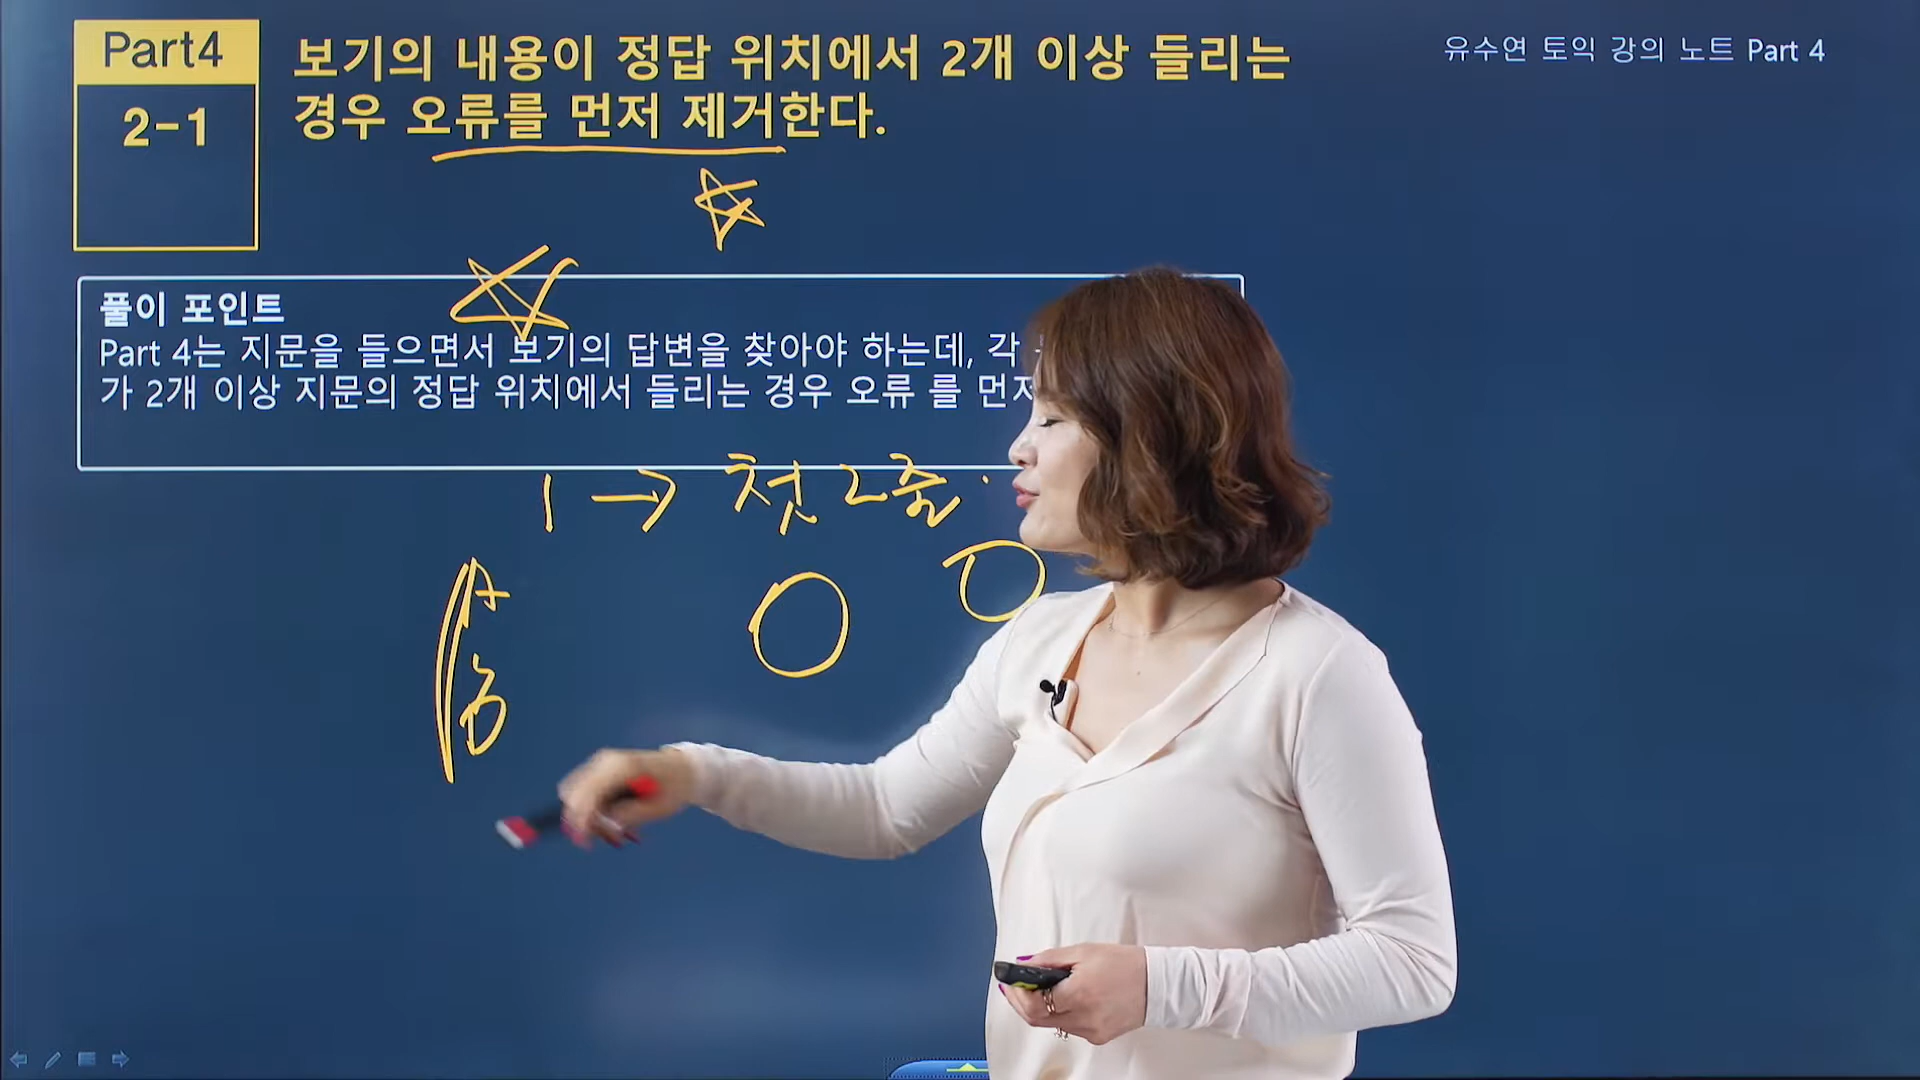 Part4
2-1
보기의 내용이 정답 위치에서 2개 이상 들리는
경우 오류를 먼저 제거한다.
유수연 토익 강의 노트 Part 4
풀이 포인트
Part 4는 지문을 들으면서 보기의 답변을 찾아야 하는데, 각
가 2개 이상 지문의 정답 위치에서 들리는 경우 오류 를 먼저
1 → 첫 2줄
A